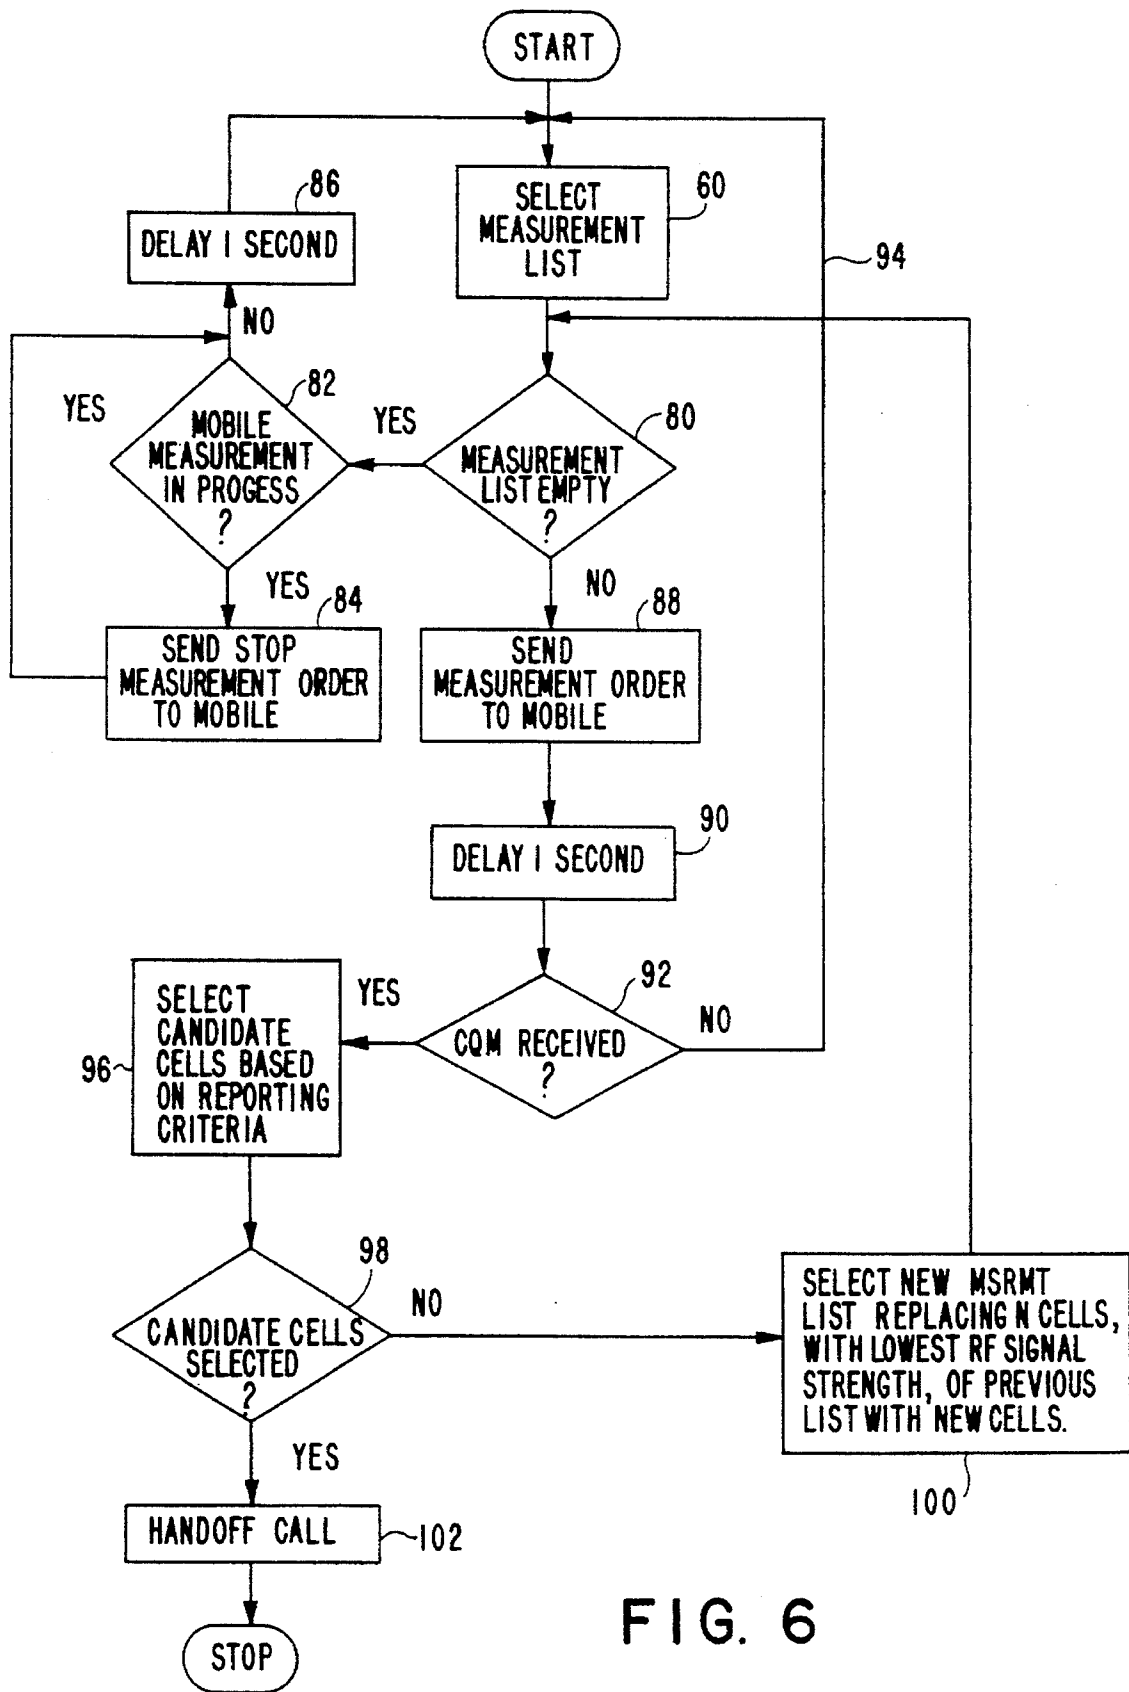 START
86
SELECT
MEASUREMENT
LIST
60
DELAY 1 SECOND
94
NO
YES
82
MOBILE
MEASUREMENT
IN PROGESS
?
YES
80
MEASUREMENT
LIST EMPTY
?
YES
84
SEND STOP
MEASUREMENT ORDER
TO MOBILE
NO
88
SEND
MEASUREMENT ORDER
TO MOBILE
90
DELAY 1 SECOND
92
CQM RECEIVED
?
NO
YES
96
SELECT
CANDIDATE
CELLS BASED
ON REPORTING
CRITERIA
98
CANDIDATE CELLS
SELECTED
?
NO
SELECT NEW MSRMT
LIST REPLACING N CELLS,
WITH LOWEST RF SIGNAL
STRENGTH, OF PREVIOUS
LIST WITH NEW CELLS.
100
YES
HANDOFF CALL
102
STOP
FIG. 6